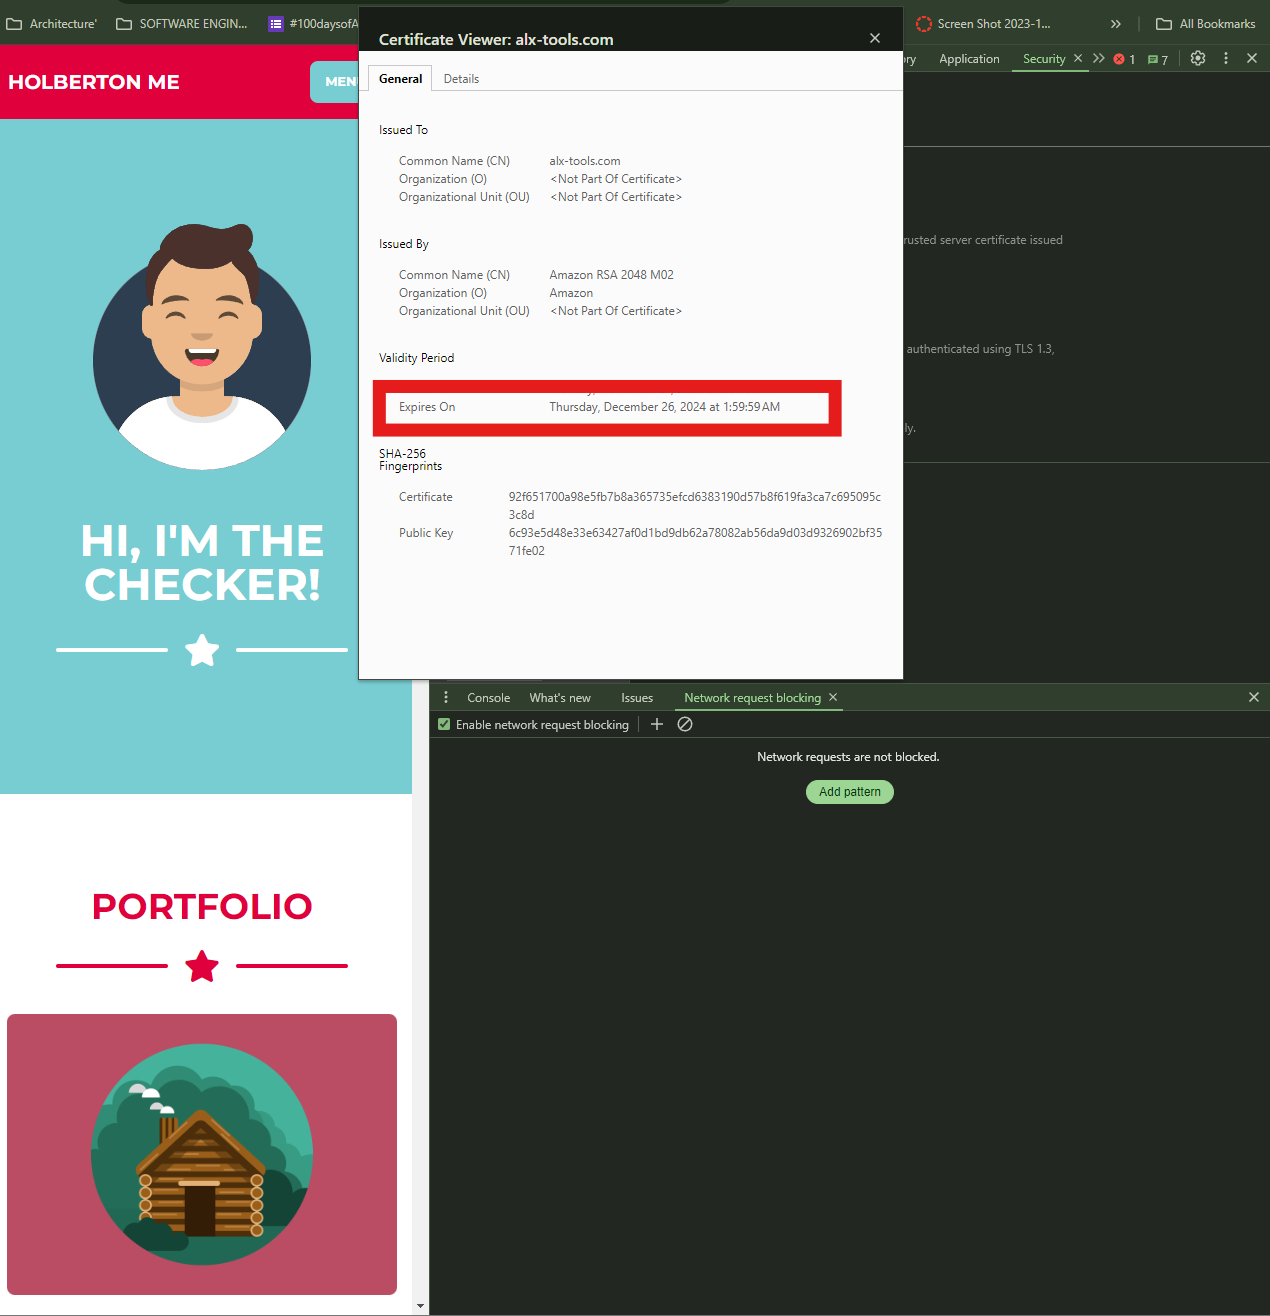 Architecture'
SOFTWARE ENGIN...
#100daysofA
Screen Shot 2023-1...
All Bookmarks
HOLBERTON ME
MEN
HI, I'M THE
CHECKER!
PORTFOLIO
Certificate Viewer: alx-tools.com
General Details
Issued To
Common Name (CN) alx-tools.com
Organization (O) <Not Part Of Certificate>
Organizational Unit (OU) <Not Part Of Certificate>
Issued By
Common Name (CN) Amazon RSA 2048 M02
Organization (O) Amazon
Organizational Unit (OU) <Not Part Of Certificate>
Validity Period
Expires On Thursday, December 26, 2024 at 1:59:59 AM
SHA-256
Fingerprints
Certificate 92f651700a98e5fb7b8a365735efcd6383190d57b8f619fa3ca7c695095c
3c8d
Public Key 6c93e5d48e33e63427af0d1bd9db62a78082ab56da9d03d9326902bf35
71fe02
ory Application Security 1 7
rusted server certificate issued
authenticated using TLS 1.3,
ly.
Console What's new Issues Network request blocking
Enable network request blocking
Network requests are not blocked.
Add pattern